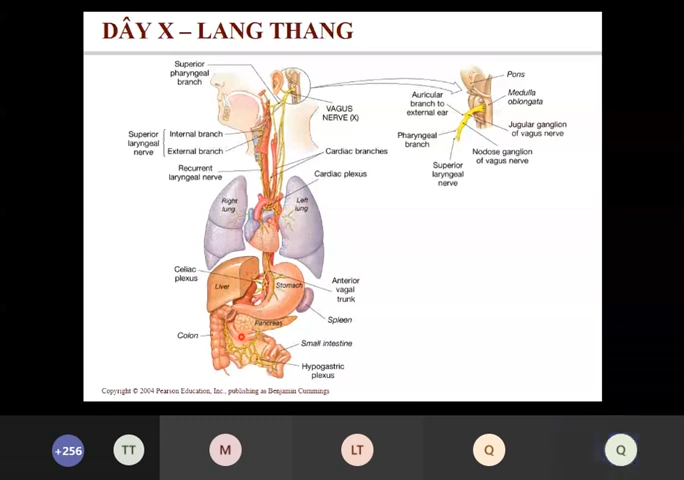 DÂY X – LANG THANG
Superior
pharyngeal
branch
VAGUS
NERVE (X)
Superior
laryngeal
nerve
Internal branch
External branch
Cardiac branches
Recurrent
laryngeal nerve
Cardiac plexus
Right
lung
Left
lung
Celiac
plexus
Liver
Stomach
Anterior
vagal
trunk
Spleen
Pancreas
Colon
Small intestine
Hypogastric
plexus
Pons
Auricular
branch to
external ear
Medulla
oblongata
Jugular ganglion
of vagus nerve
Pharyngeal
branch
Nodose ganglion
of vagus nerve
Superior
laryngeal
nerve
Copyright © 2004 Pearson Education, Inc., publishing as Benjamin Cummings
+256
TT
M
LT
Q
Q